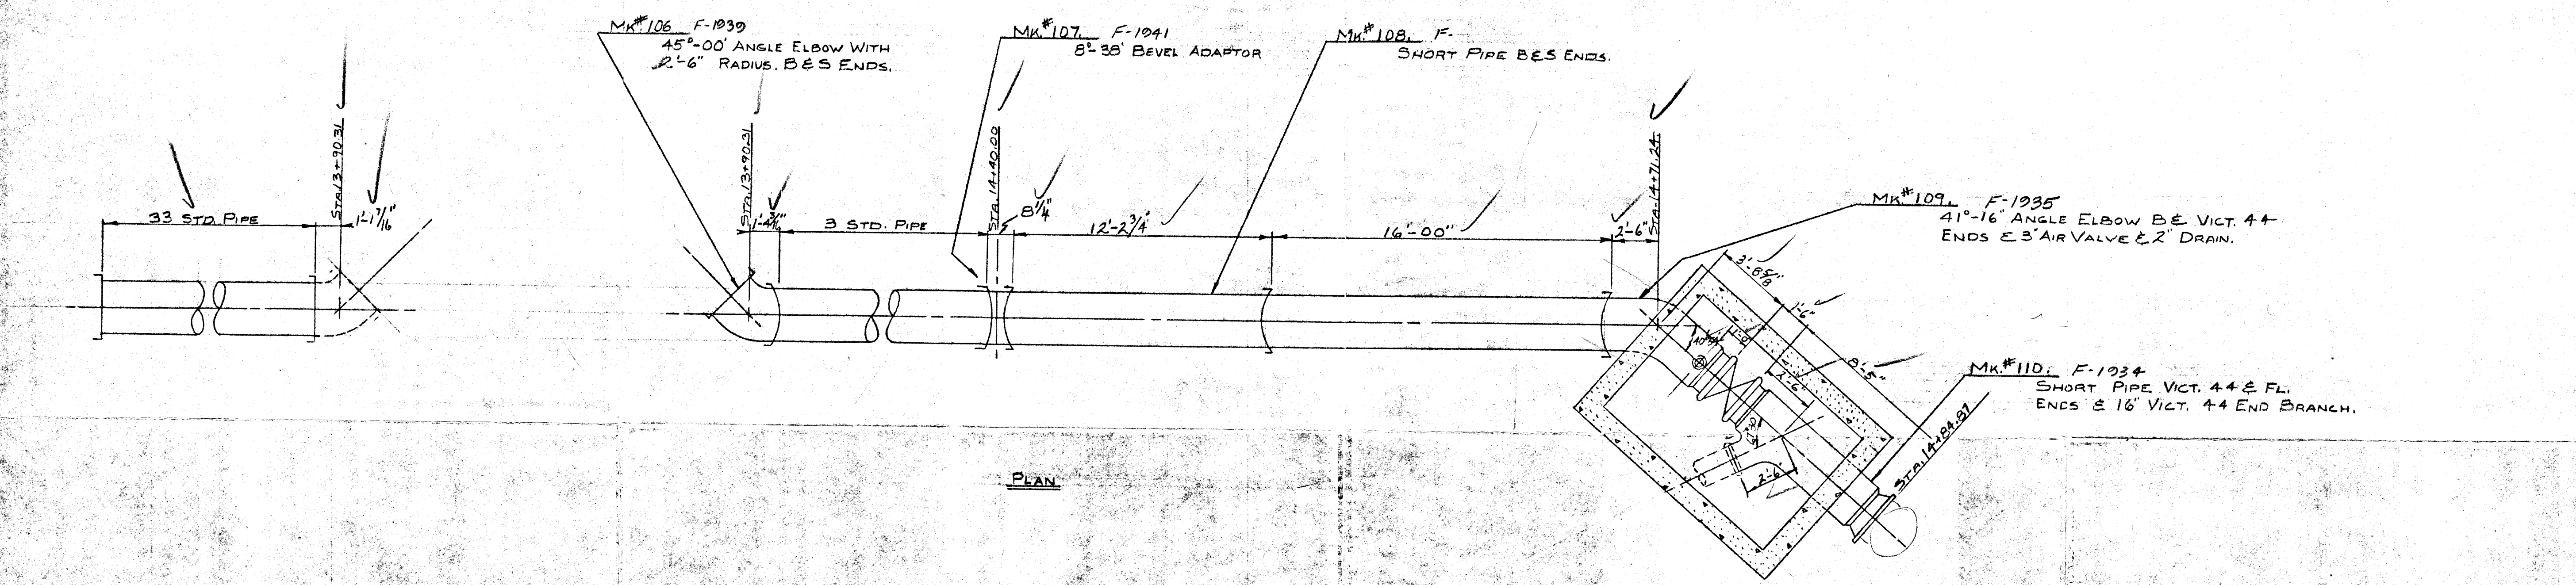 MK.#106 F-1939
45°-00' ANGLE ELBOW WITH
2'-6" RADIUS. B&S ENDS.
MK.#107. F-1941
8°-38' BEVEL ADAPTOR
MK.#108. F-
SHORT PIPE B&S ENDS.
STA.13+90.31
33 STD. PIPE
1'-1 7/16"
STA.13+90.31
1'-4 3/16"
3 STD. PIPE
STA.14+40.00
8 1/4"
12'-2 3/4"
16'-00"
2'-6"
STA.14+71.24
MK.#109. F-1935
41°-16" ANGLE ELBOW B & VICT. 44
ENDS & 3" AIR VALVE & 2" DRAIN.
3'-8 5/8"
1'-6"
8'-5"
2'-6"
2'-6"
MK.#110. F-1934
SHORT PIPE VICT. 44 & FL.
ENDS & 16" VICT. 44 END BRANCH.
STA.14+84.87
PLAN